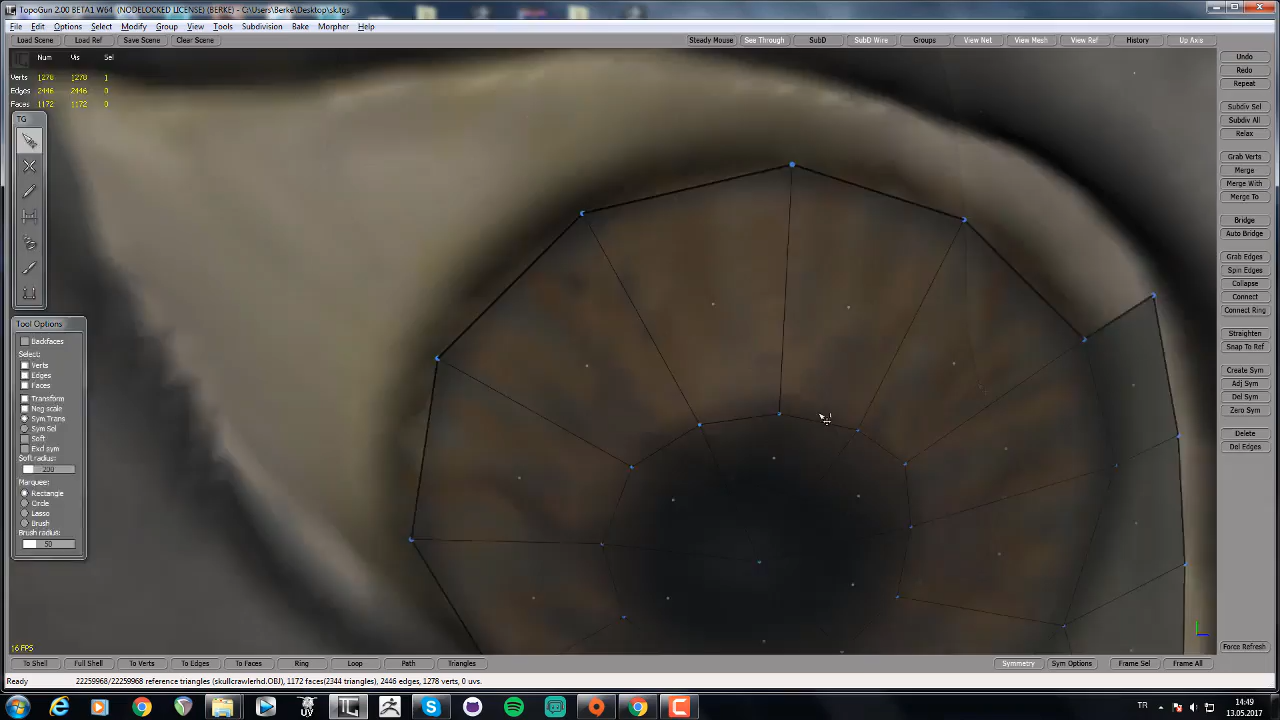 TopoGun 2.00 BETA1 W64 (NODELOCKED LICENSE) (BERKE) - C:\Users\Berke\Desktop\sk.tgs
File Edit Options Select Modify Group View Tools Subdivision Bake Morpher Help
Load Scene Load Ref Save Scene Clear Scene Steady Mouse See Through SubD SubD Wire Groups View Net View Mesh View Ref History Up Axis
Num Vis Sel
Verts 1278 1278 1
Edges 2446 2446 0
Faces 1172 1172 0
TG
Tool Options
Backfaces
Select:
Verts
Edges
Faces
Transform
Neg scale
Sym Trans
Sym Sel
Soft
Excl sym
Soft radius:
200
Marquee:
Rectangle
Circle
Lasso
Brush
Brush radius:
50
Undo
Redo
Repeat
Subdiv Sel
Subdiv All
Relax
Grab Verts
Merge
Merge With
Merge To
Bridge
Auto Bridge
Grab Edges
Spin Edges
Collapse
Connect
Connect Ring
Straighten
Snap To Ref
Create Sym
Adj Sym
Del Sym
Zero Sym
Delete
Del Edges
Force Refresh
16 FPS
To Shell Full Shell To Verts To Edges To Faces Ring Loop Path Triangles Symmetry Sym Options Frame Sel Frame All
Ready 22259968/22259968 reference triangles (skullcrawlerhd.OBJ), 1172 faces(2344 triangles), 2446 edges, 1278 verts, 0 uvs.
TR 14:49
13.05.2017